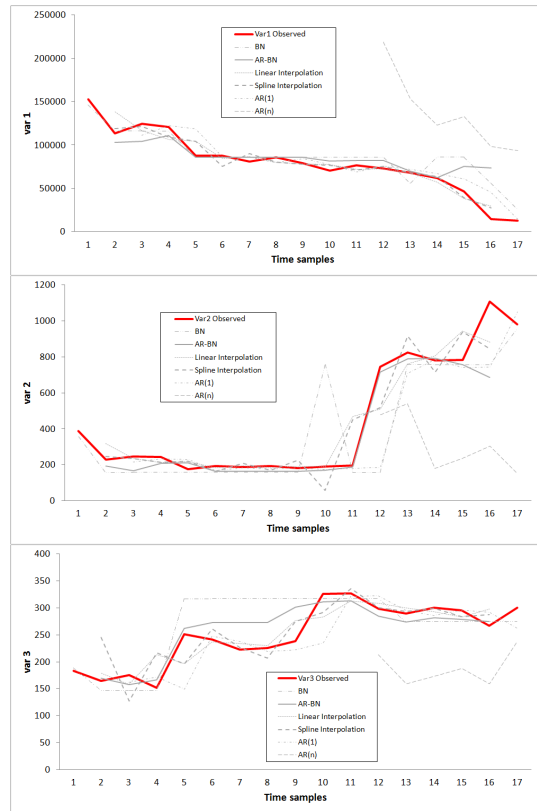 250000
200000
150000
100000
50000
0
var 1
Var1 Observed
BN
AR-BN
Linear Interpolation
Spline Interpolation
AR(1)
AR(n)
1 2 3 4 5 6 7 8 9 10 11 12 13 14 15 16 17
Time samples
1200
1000
800
600
400
200
0
var 2
Var2 Observed
BN
AR-BN
Linear Interpolation
Spline Interpolation
AR(1)
AR(n)
1 2 3 4 5 6 7 8 9 10 11 12 13 14 15 16 17
Time samples
400
350
300
250
200
150
100
50
0
var 3
Var3 Observed
BN
AR-BN
Linear Interpolation
Spline Interpolation
AR(1)
AR(n)
1 2 3 4 5 6 7 8 9 10 11 12 13 14 15 16 17
Time samples